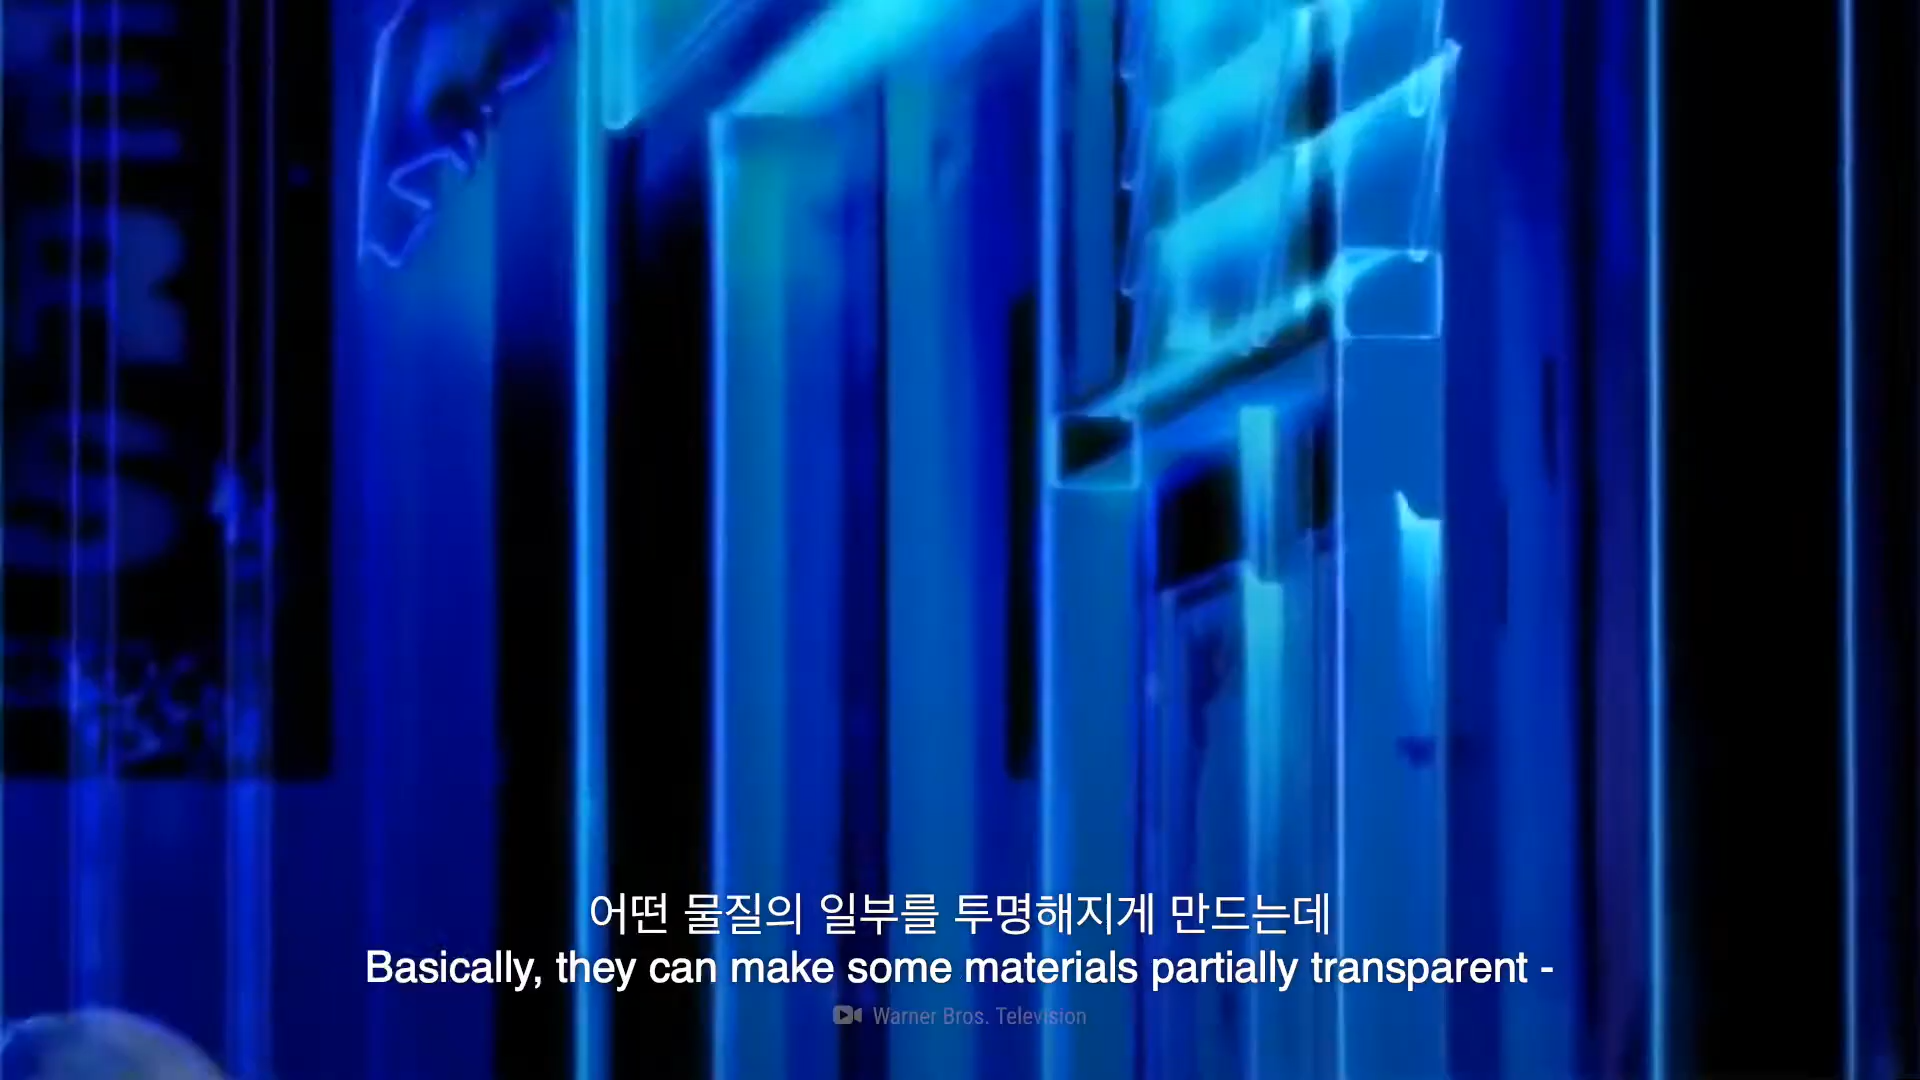 ERS
어떤 물질의 일부를 투명해지게 만드는데
Basically, they can make some materials partially transparent -
Warner Bros. Television